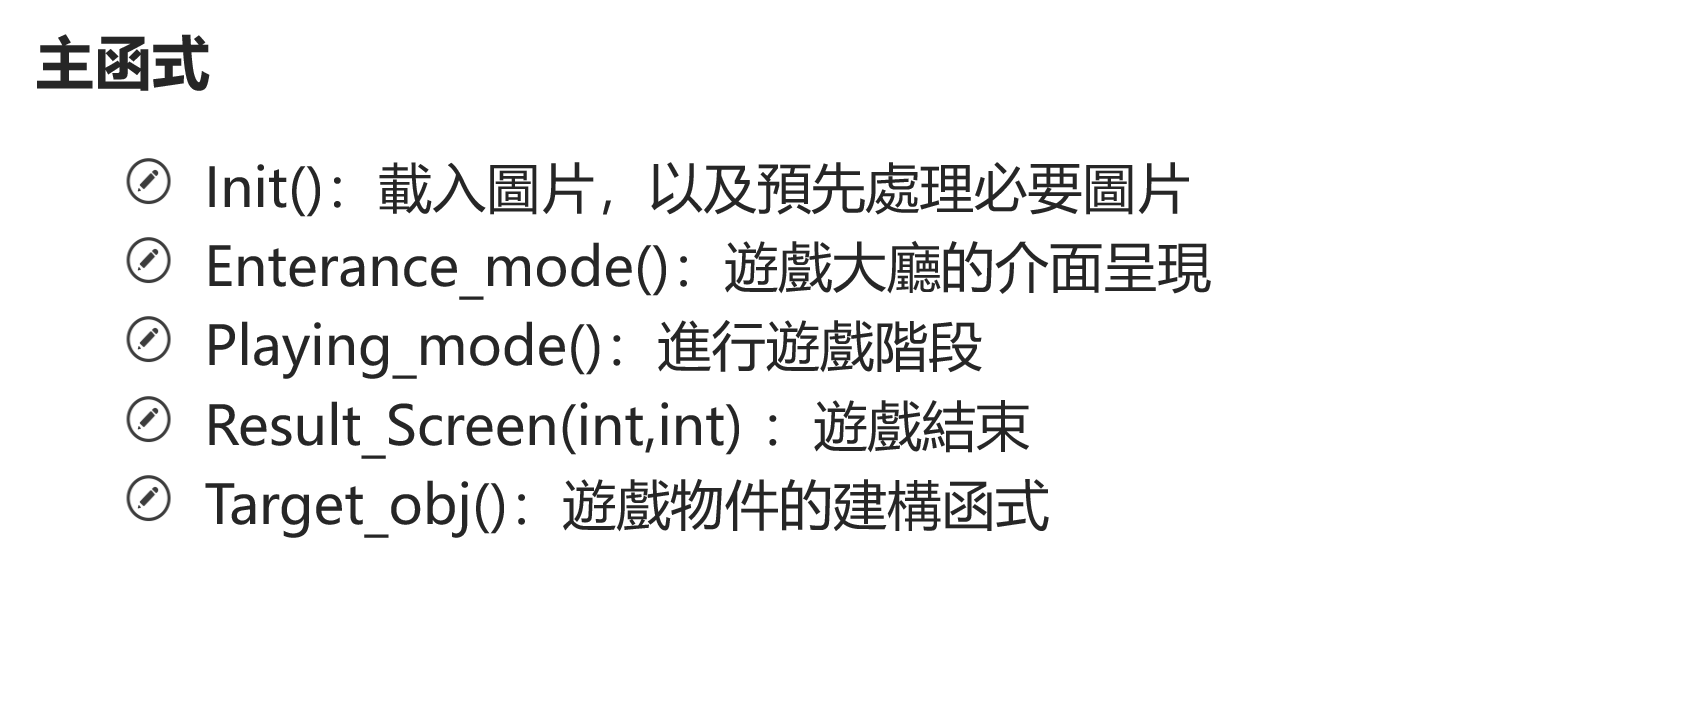 主函式
Init()：載入圖片，以及預先處理必要圖片
Enterance_mode()：遊戲大廳的介面呈現
Playing_mode()：進行遊戲階段
Result_Screen(int,int) ：遊戲結束
Target_obj()：遊戲物件的建構函式